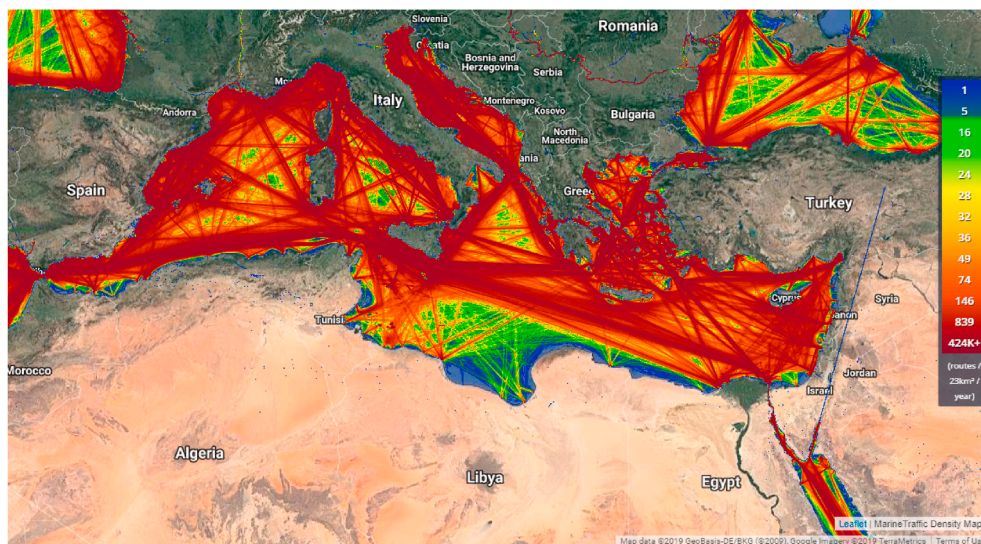 Slovenia
Romania
Croatia
Bosnia and
Herzegovina
Serbia
Italy
Montenegro
Kosovo
Bulgaria
Andorra
North
Macedonia
Spain
Greec
Turkey
Cyprus
Syria
Tunisi
Morocco
Israel
Jordan
Algeria
Libya
Egypt
1
5
16
20
24
28
32
36
49
74
146
839
424K+
(routes /
23km² /
year)
Leaflet | MarineTraffic Density Map
Map data ©2019 GeoBasis-DE/BKG (©2009), Google Imagery ©2019 TerraMetrics | Terms of Us